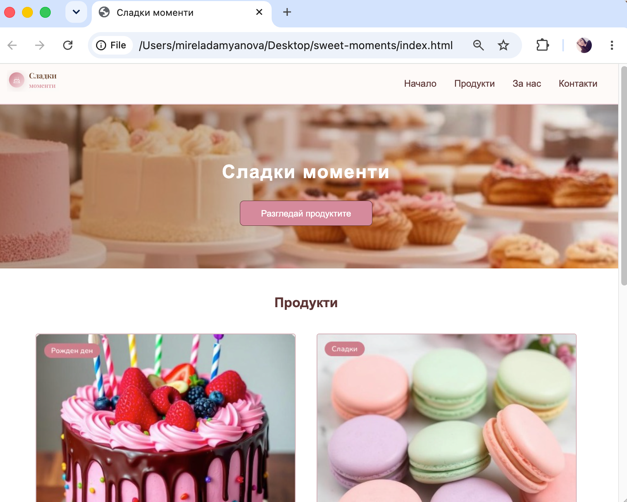 Сладки моменти
File /Users/mireladamyanova/Desktop/sweet-moments/index.html
Сладки
моменти
Начало Продукти За нас Контакти
Сладки моменти
Разгледай продуктите
Продукти
Рожден ден
Сладки